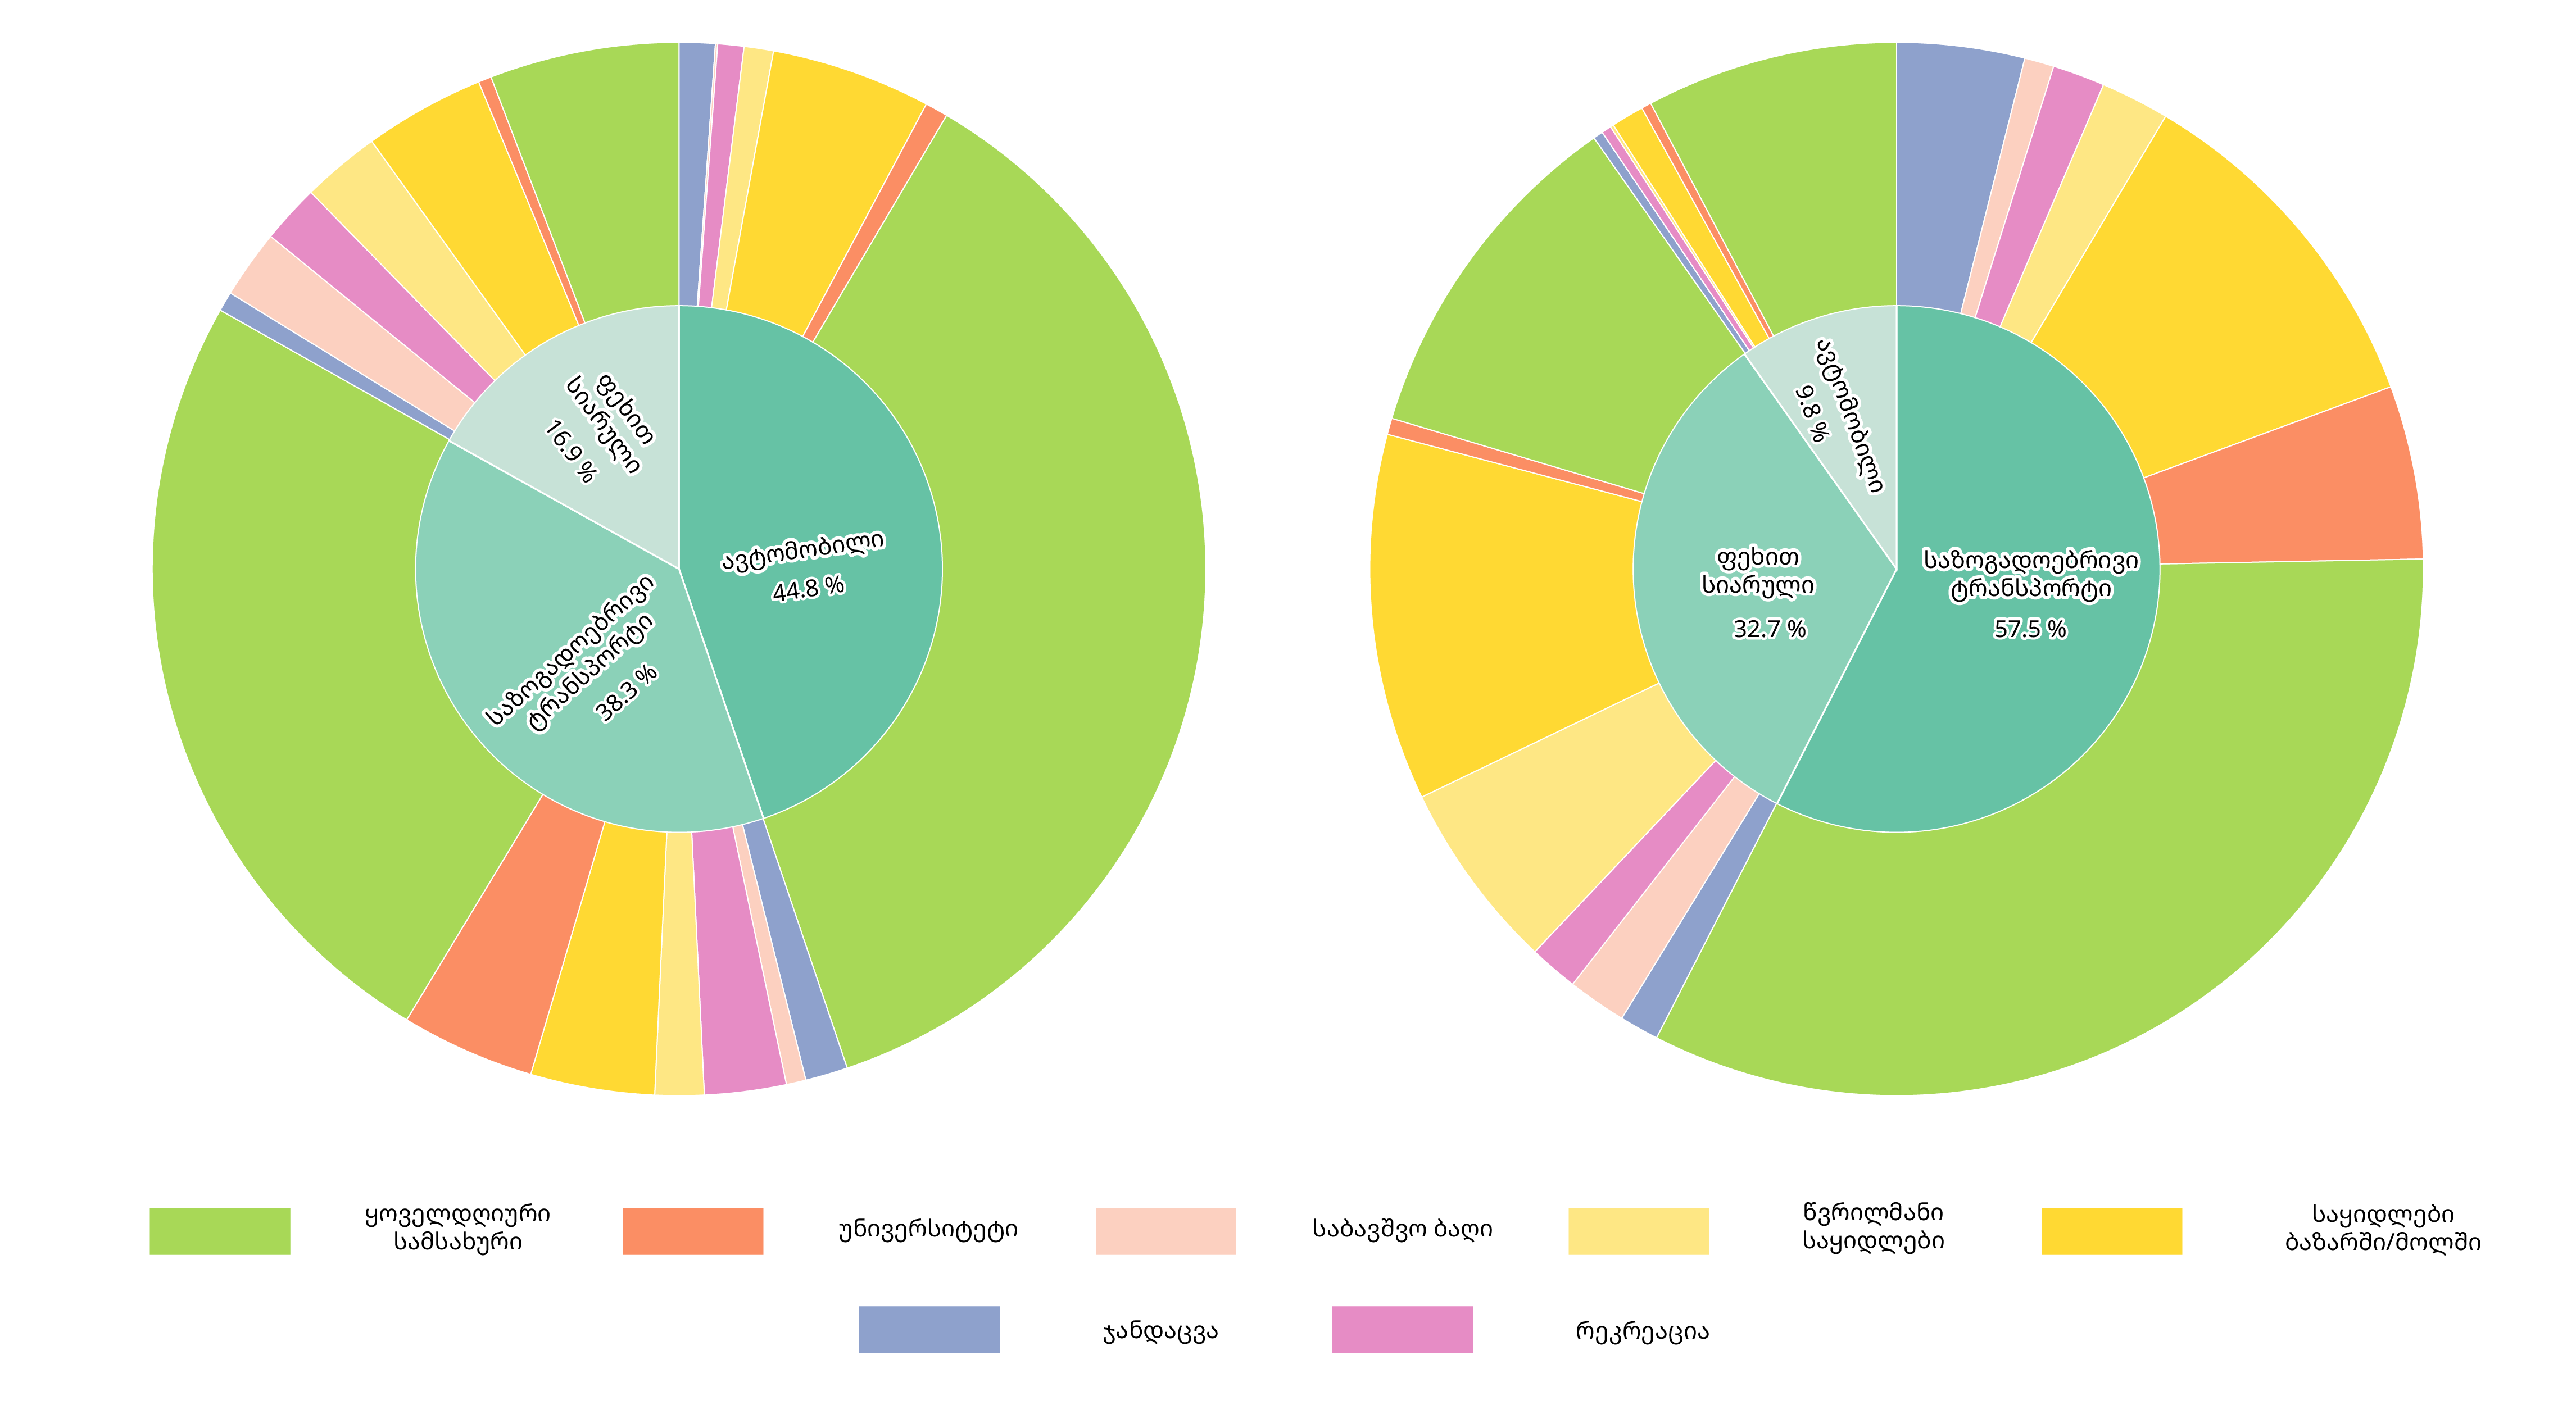 ფეხით
სიარული
16.9 %
ავტომობილი
44.8 %
საზოგადოებრივი
ტრანსპორტი
38.3 %
ავტომობილი
9.8 %
ფეხით
სიარული
32.7 %
საზოგადოებრივი
ტრანსპორტი
57.5 %
ყოველდღიური
სამსახური
უნივერსიტეტი
საბავშვო ბაღი
წვრილმანი
საყიდლები
საყიდლები
ბაზარში/მოლში
ჯანდაცვა
რეკრეაცია